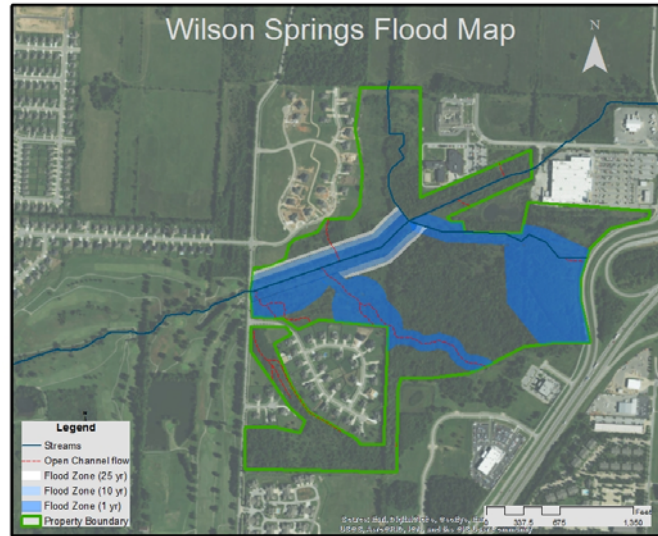 Wilson Springs Flood Map
N
Legend
Streams
Open Channel flow
Flood Zone (25 yr)
Flood Zone (10 yr)
Flood Zone (1 yr)
Property Boundary
Feet
0 337.5 675 1,350